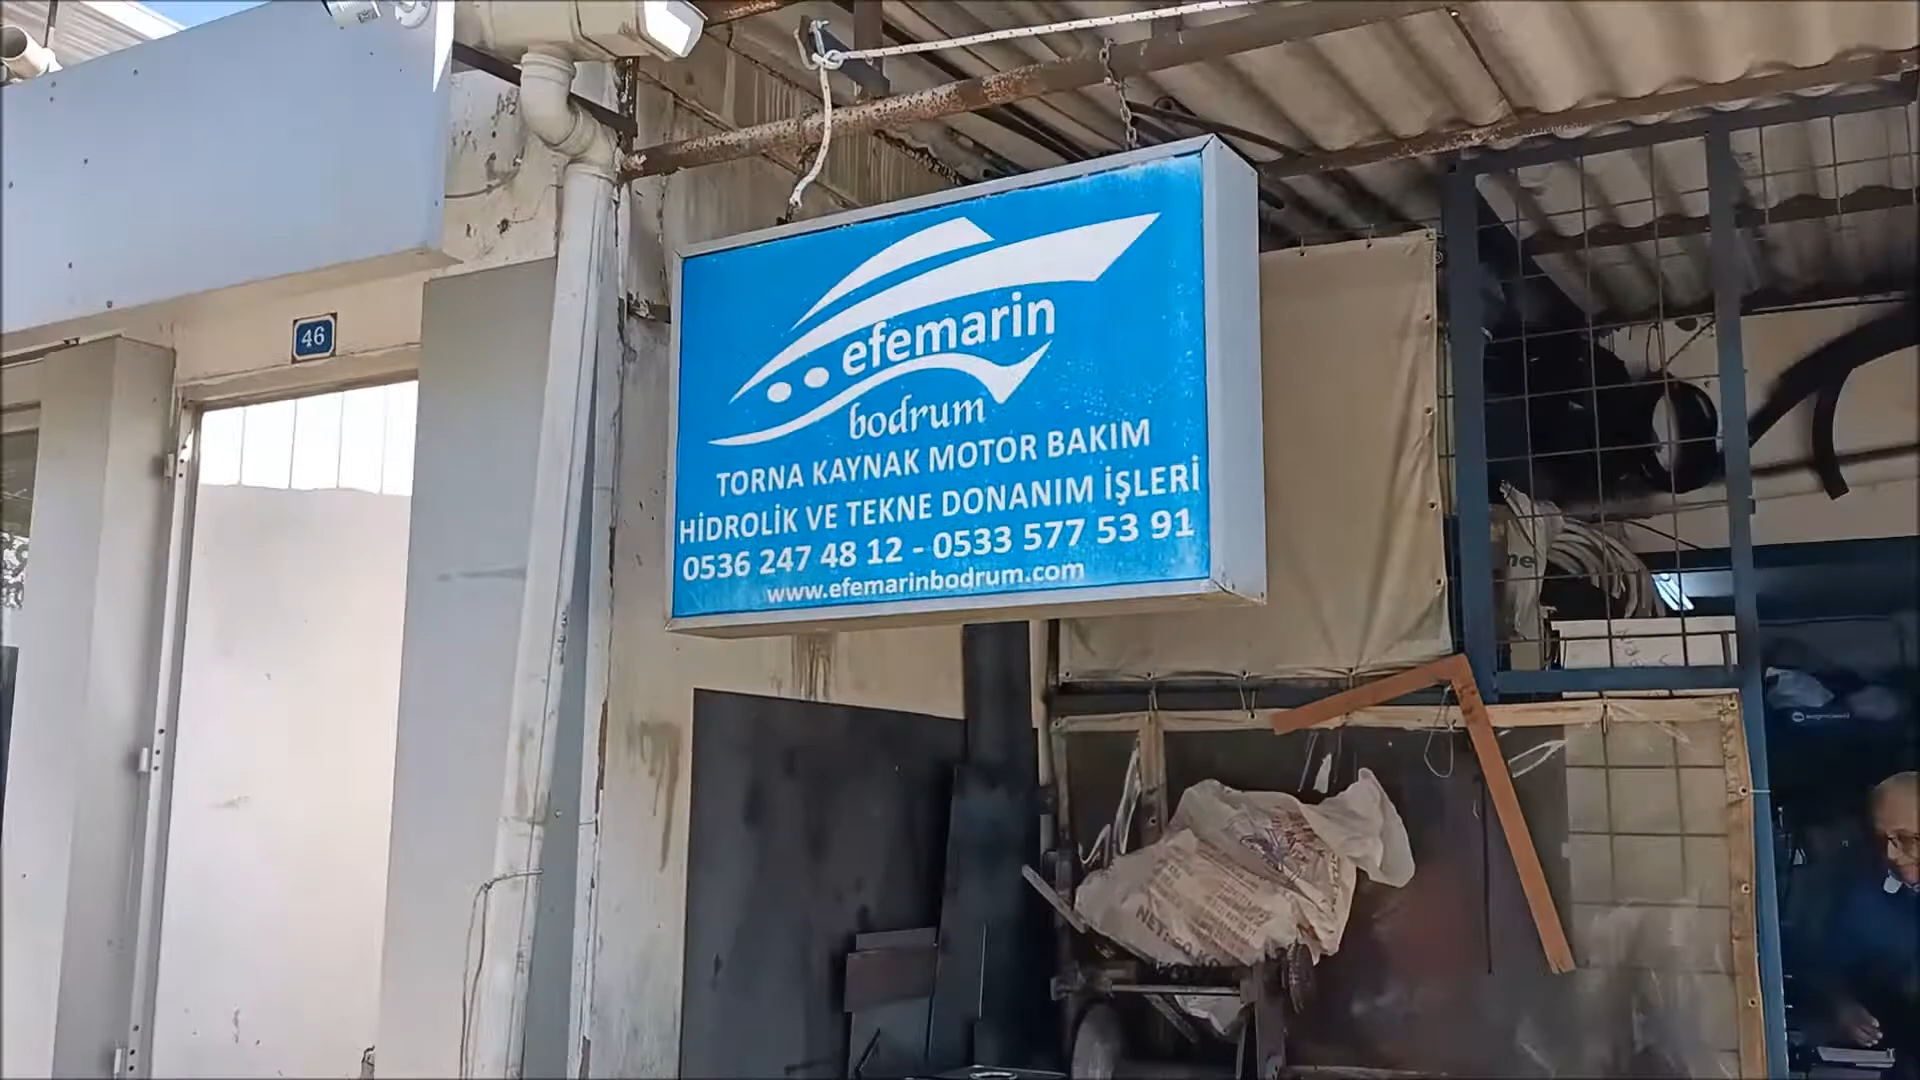 46
efemarin
bodrum
TORNA KAYNAK MOTOR BAKIM
HİDROLİK VE TEKNE DONANIM İŞLERİ
0536 247 48 12 - 0533 577 53 91
www.efemarinbodrum.com